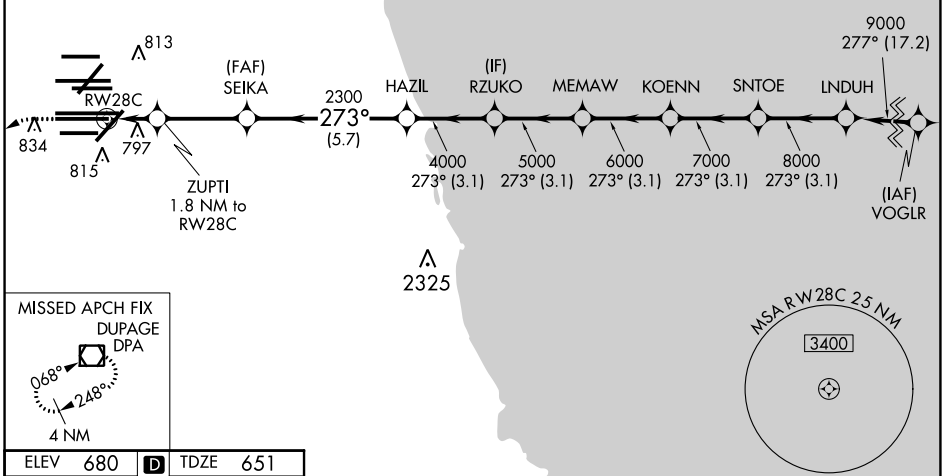 9000
277° (17.2)
813
(FAF)
SEIKA
HAZIL
(IF)
RZUKO
MEMAW
KOENN
SNTOE
LNDUH
RW28C
2300
273°
(5.7)
834
797
815
4000
273° (3.1)
5000
273° (3.1)
6000
273° (3.1)
7000
273° (3.1)
8000
273° (3.1)
ZUPTI
1.8 NM to
RW28C
(IAF)
VOGLR
2325
MISSED APCH FIX
DUPAGE
DPA
068°
248°
4 NM
MSA RW28C 25 NM
3400
ELEV 680 D TDZE 651